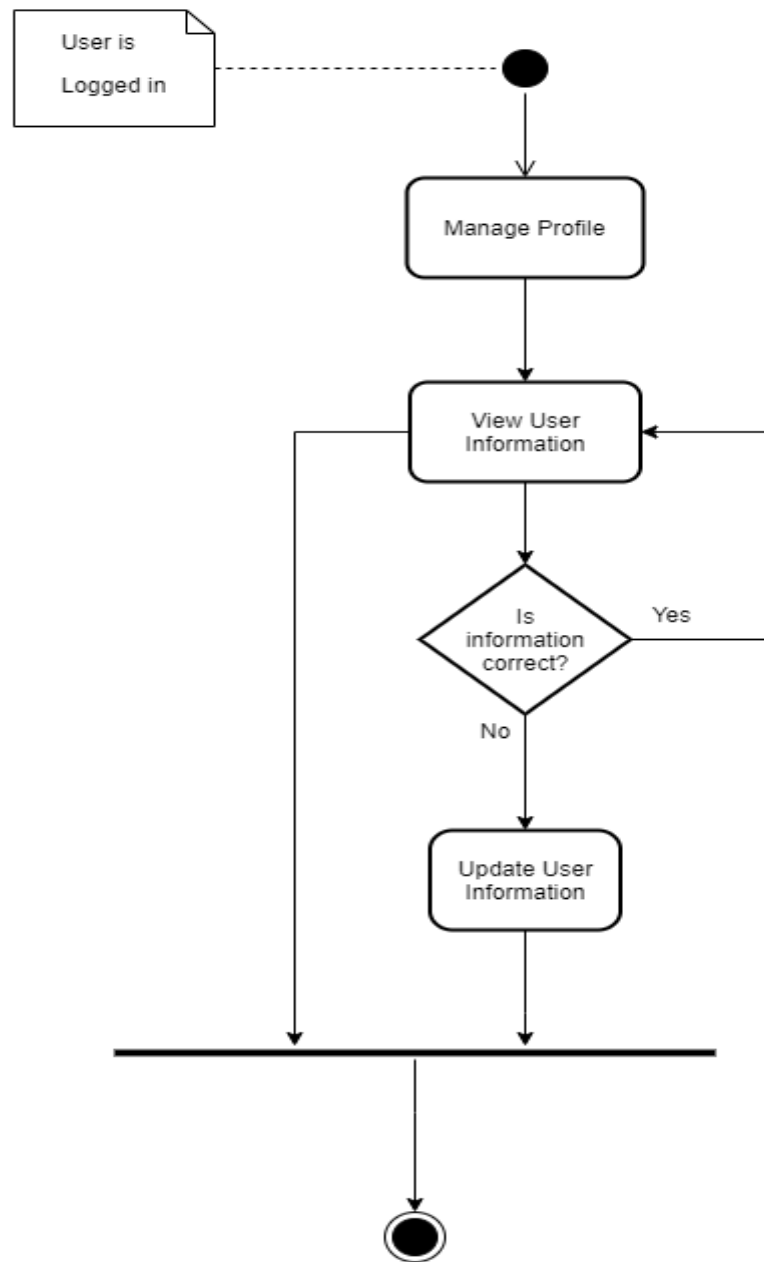 User is
Logged in
Manage Profile
View User
Information
Is
information
correct?
Yes
No
Update User
Information